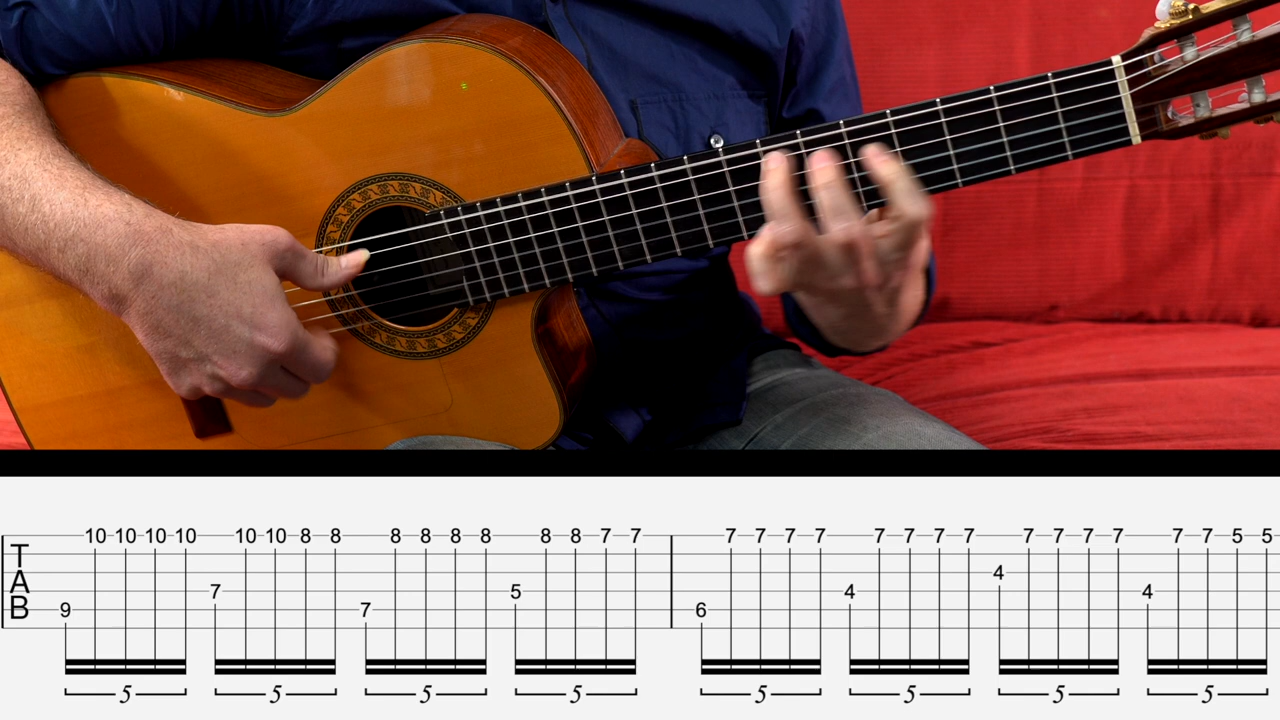 10 10 10 10 10 10 8 8 8 8 8 8 8 8 7 7 7 7 7 7 7 7 7 7 7 7 7 7 7 7 5 5
T
4
A
7 5 4 4
B
9 7 6
5 5 5 5 5 5 5 5